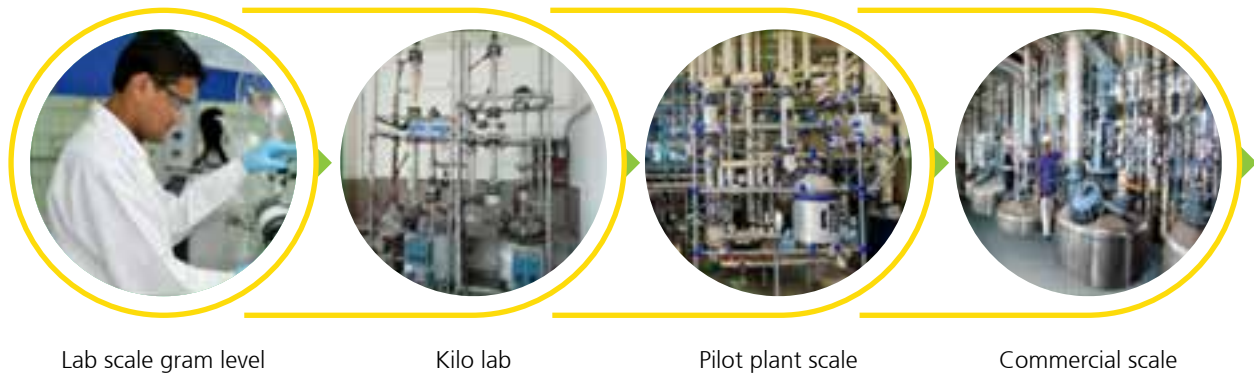 Lab scale gram level
Kilo lab
Pilot plant scale
Commercial scale